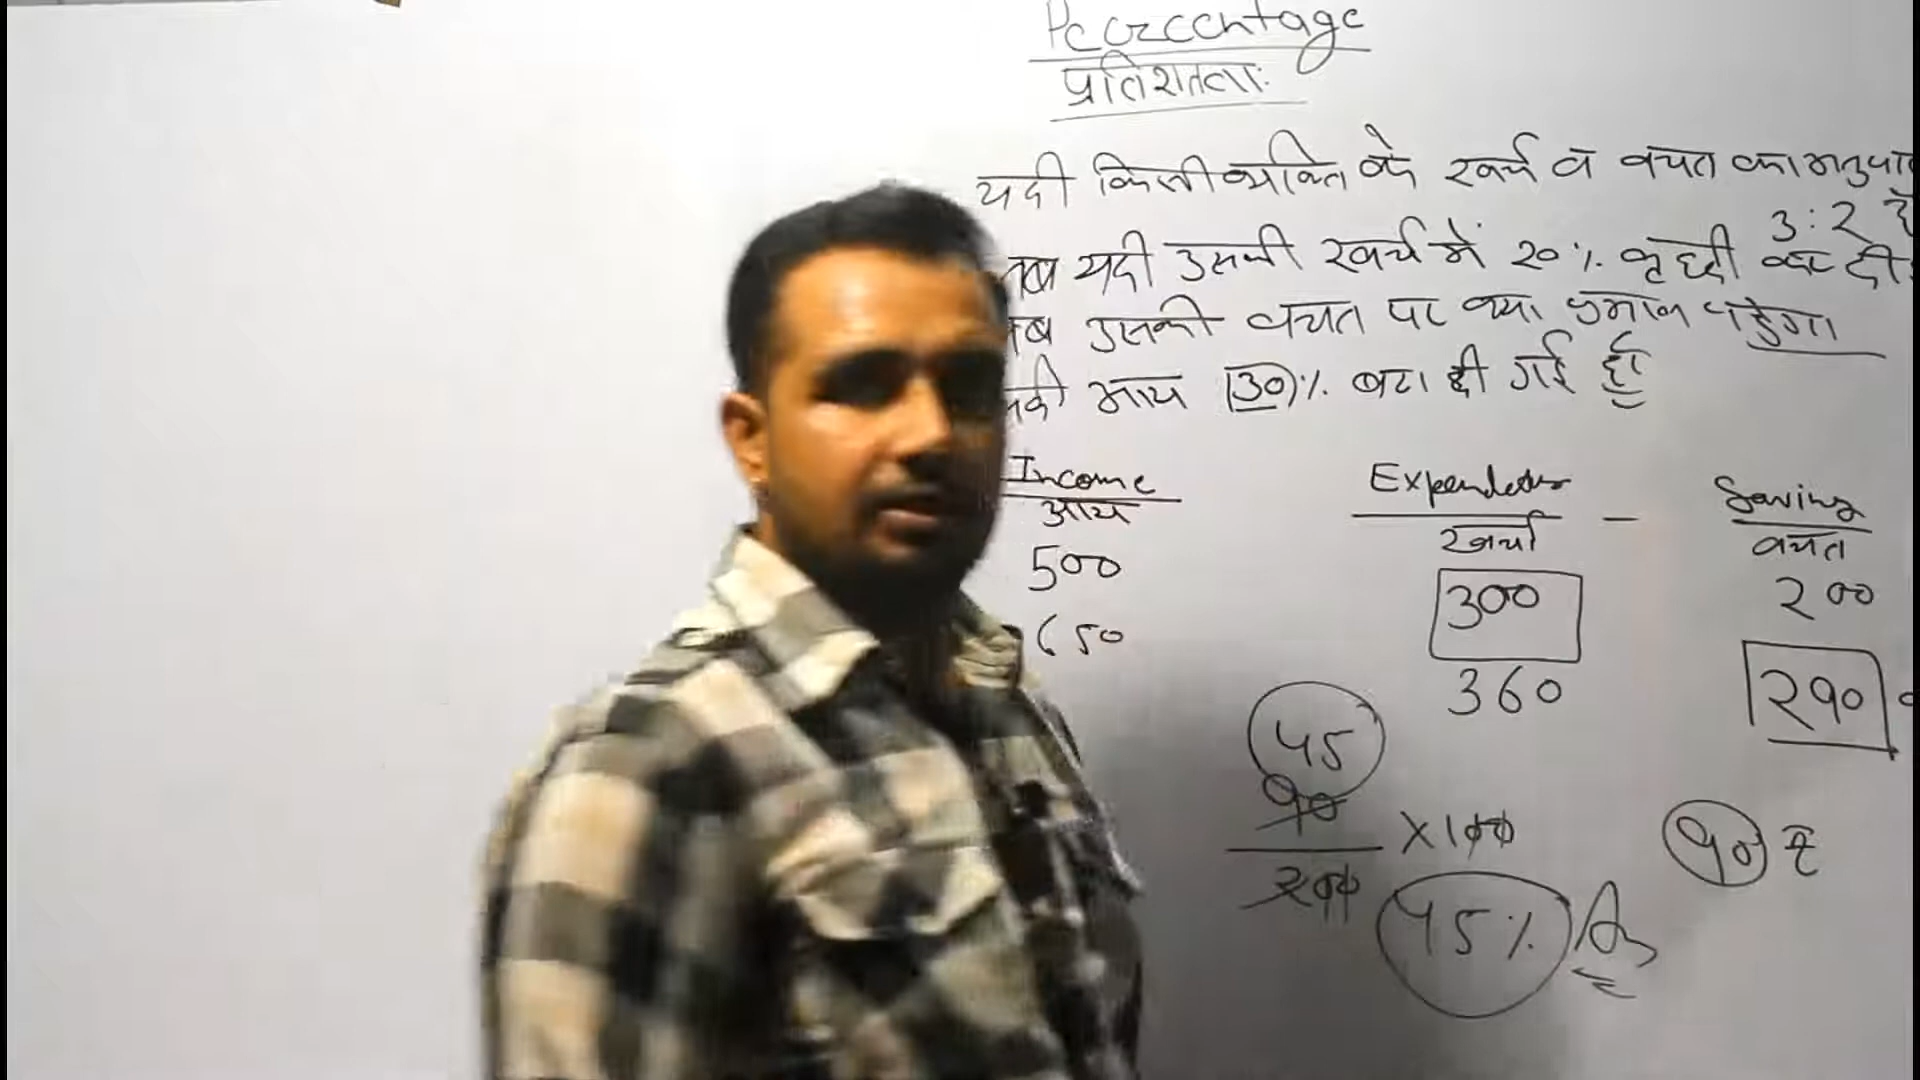 Percentage
प्रतिशतता:
यदी किसी व्यक्ति के खर्च व बचत का अनुपात
3:2 है
तब यदी उसकी खर्च में 20% वृद्दी कर दी
तब उसकी बचत पर क्या प्रभाव पड़ेगा
आय 30% बढा दी गई है।
Income Expenditure - Saving
आय खर्चा बचत
500 300 200
650 360 290
45
90 ×100 90 ₹
200 45%